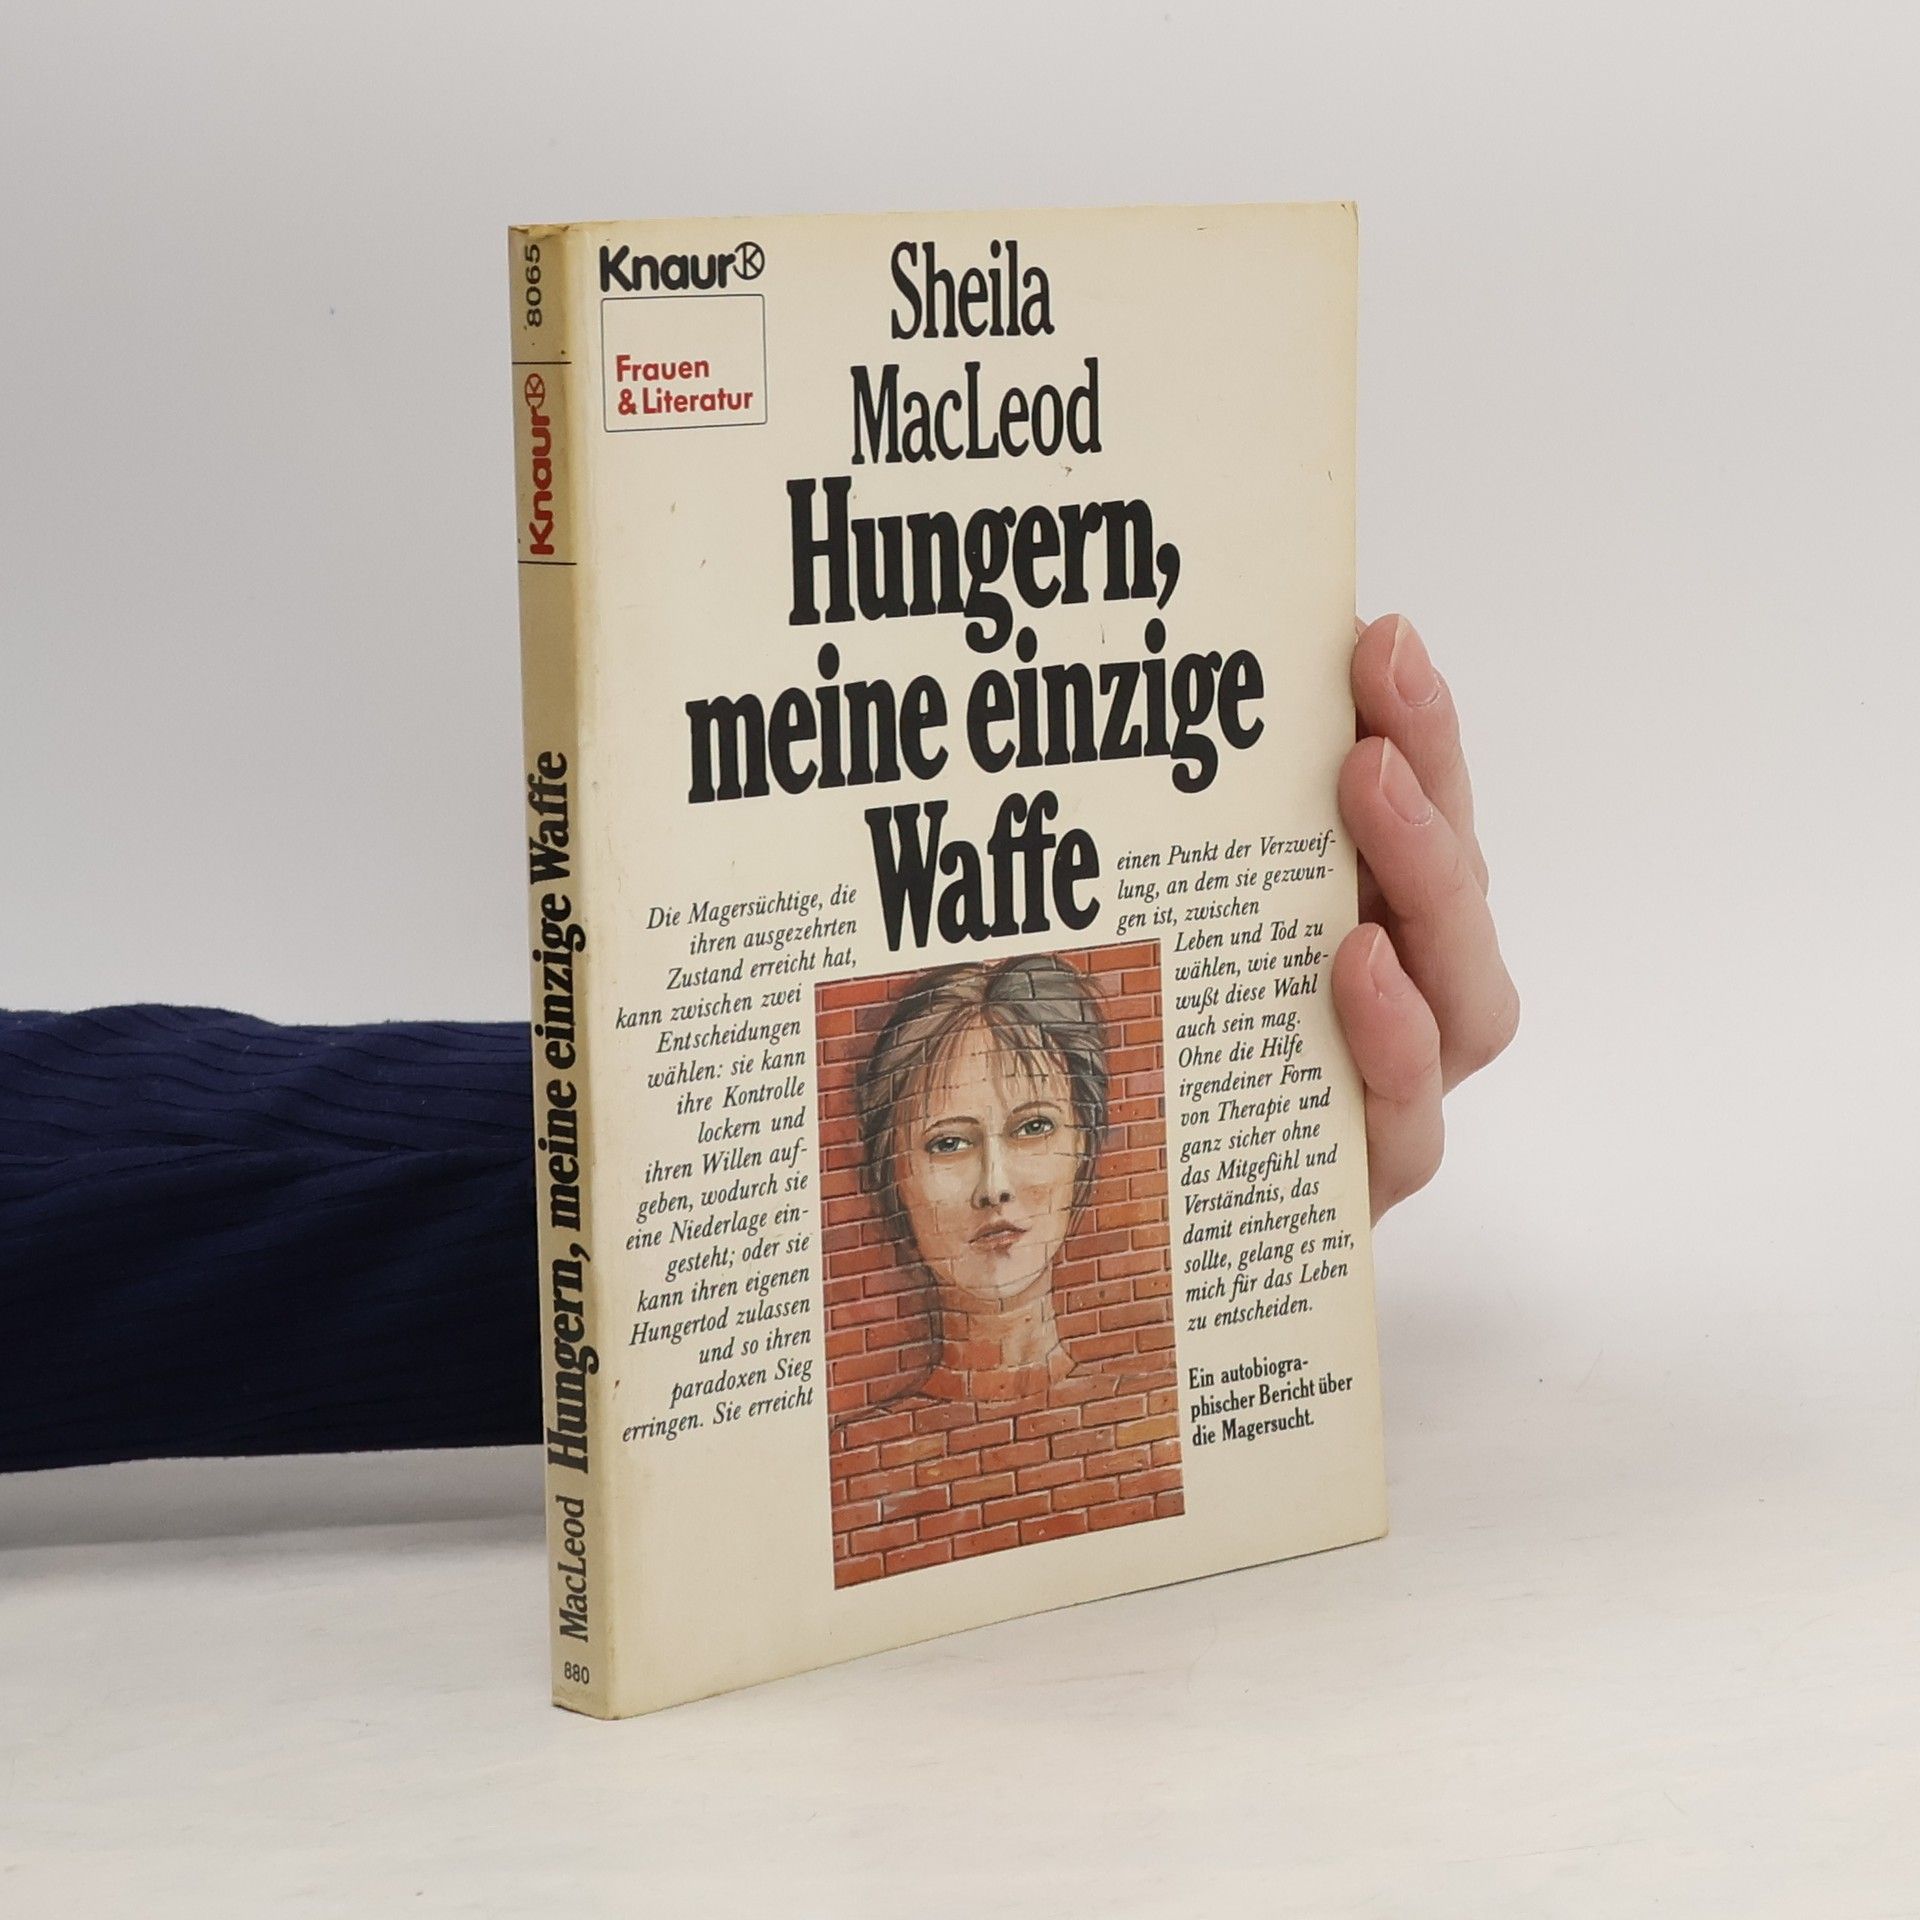 Knaur
Frauen
& Literatur
Sheila
MacLeod
Hungern,
meine einzige
Waffe
Die Magersüchtige, die
ihren ausgezehrten
Zustand erreicht hat,
kann zwischen zwei
Entscheidungen
wählen: sie kann
ihre Kontrolle
lockern und
ihren Willen auf-
geben, wodurch sie
eine Niederlage ein-
gesteht; oder sie
kann ihren eigenen
Hungertod zulassen
und so ihren
paradoxen Sieg
erringen. Sie erreicht
einen Punkt der Verzweif-
lung, an dem sie gezwun-
gen ist, zwischen
Leben und Tod zu
wählen, wie unbe-
wußt diese Wahl
auch sein mag.
Ohne die Hilfe
irgendeiner Form
von Therapie und
ganz sicher ohne
das Mitgefühl und
Verständnis, das
damit einhergehen
sollte, gelang es mir,
mich für das Leben
zu entscheiden.
Ein autobiogra-
phischer Bericht über
die Magersucht.
8065
Knaur
MacLeod Hungern, meine einzige Waffe
880